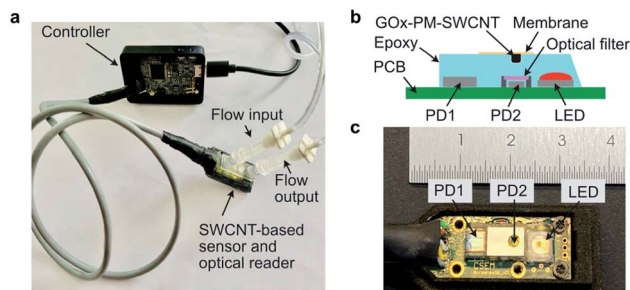 a
Controller
Flow input
Flow
output
SWCNT-based
sensor and
optical reader
b
GOx-PM-SWCNT
Membrane
Epoxy
Optical filter
PCB
PD1
PD2
LED
c
1 2 3 4
PD1
PD2
LED
CSEM